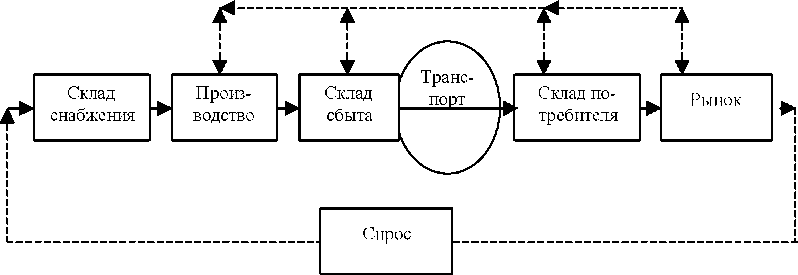 Склад
снабжения
Произ-
водство
Склад
сбыта
Транс-
порт
Склад по-
требителя
Рынок
Спрос